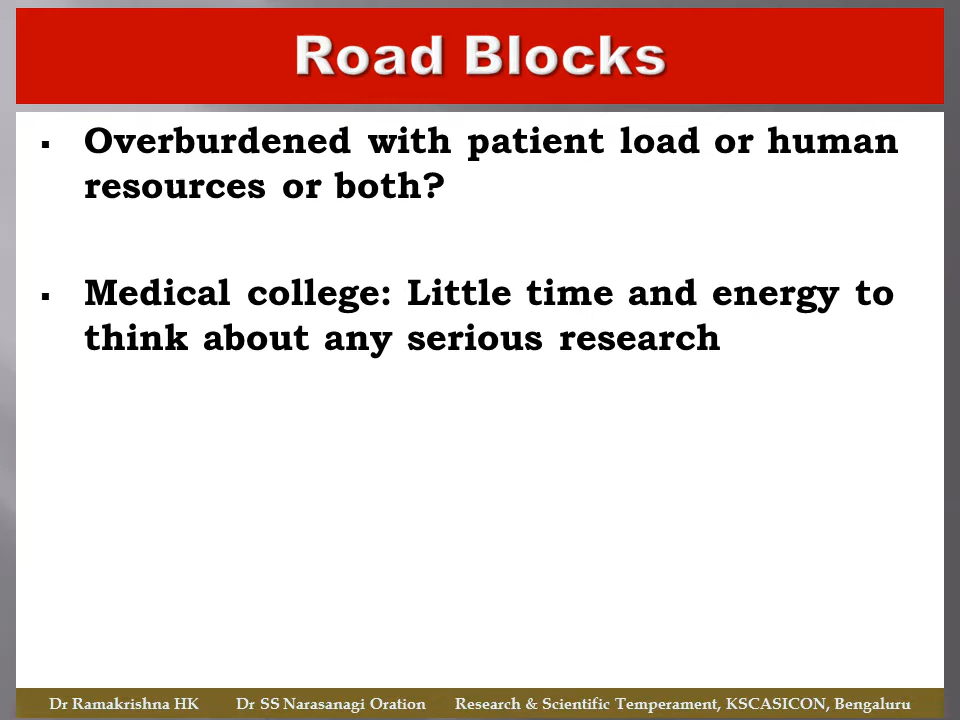 Road Blocks
▪ Overburdened with patient load or human
resources or both?
▪ Medical college: Little time and energy to
think about any serious research
Dr Ramakrishna HK Dr SS Narasanagi Oration Research & Scientific Temperament, KSCASICON, Bengaluru